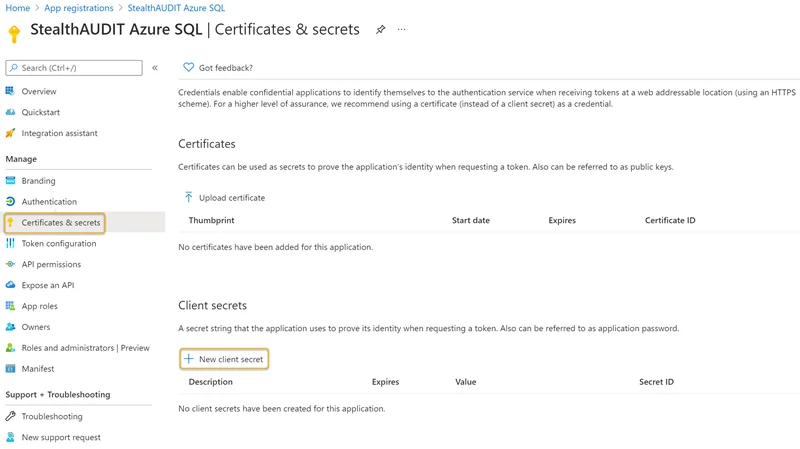 Home > App registrations > StealthAUDIT Azure SQL
StealthAUDIT Azure SQL | Certificates & secrets
Search (Ctrl+/)
Overview
Quickstart
Integration assistant
Manage
Branding
Authentication
Certificates & secrets
Token configuration
API permissions
Expose an API
App roles
Owners
Roles and administrators | Preview
Manifest
Support + Troubleshooting
Troubleshooting
New support request
Got feedback?
Credentials enable confidential applications to identify themselves to the authentication service when receiving tokens at a web addressable location (using an HTTPS
scheme). For a higher level of assurance, we recommend using a certificate (instead of a client secret) as a credential.
Certificates
Certificates can be used as secrets to prove the application's identity when requesting a token. Also can be referred to as public keys.
Upload certificate
Thumbprint Start date Expires Certificate ID
No certificates have been added for this application.
Client secrets
A secret string that the application uses to prove its identity when requesting a token. Also can be referred to as application password.
New client secret
Description Expires Value Secret ID
No client secrets have been created for this application.